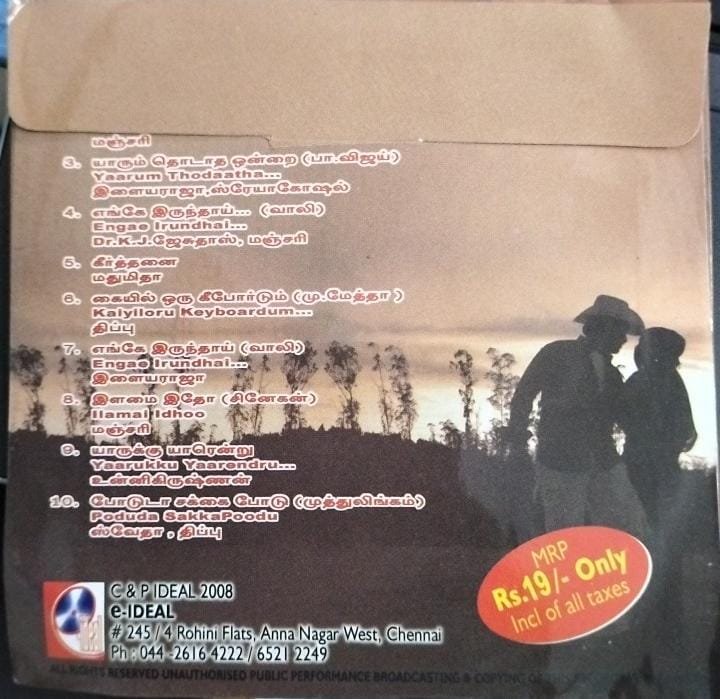 மஞ்சரி
3. யாரும் தொடாத ஒன்றை (பா.விஜய்)
Yaarum Thodaatha...
இளையராஜா,ஸ்ரேயாகோஷல்
4. எங்கே இருந்தாய்... (வாலி)
Engae Irundhai...
Dr.K.J.ஜேசுதாஸ், மஞ்சரி
5. கீர்த்தனை
மதுமிதா
6. கையில் ஒரு கீபோர்டும் (மு.மேத்தா )
Kaiyiloru Keyboardum...
திப்பு
7. எங்கே இருந்தாய் (வாலி)
Engae Irundhai...
இளையராஜா
8. இளமை இதோ (சினேகன்)
Ilamai Idhoo
மஞ்சரி
9. யாருக்கு யாரென்று
Yaarukku Yaarendru...
உன்னிகிருஷ்ணன்
10. போடுடா சக்கை போடு (முத்துலிங்கம்)
Poduda SakkaPoodu
ஸ்வேதா , திப்பு
MRP
Rs.19/- Only
Incl of all taxes
C & P IDEAL 2008
e-IDEAL
# 245 / 4 Rohini Flats, Anna Nagar West, Chennai
Ph : 044 -2616 4222 / 6521 2249
ALL RIGHTS RESERVED UNAUTHORISED PUBLIC PERFORMANCE BROADCASTING & COPYING OF THIS